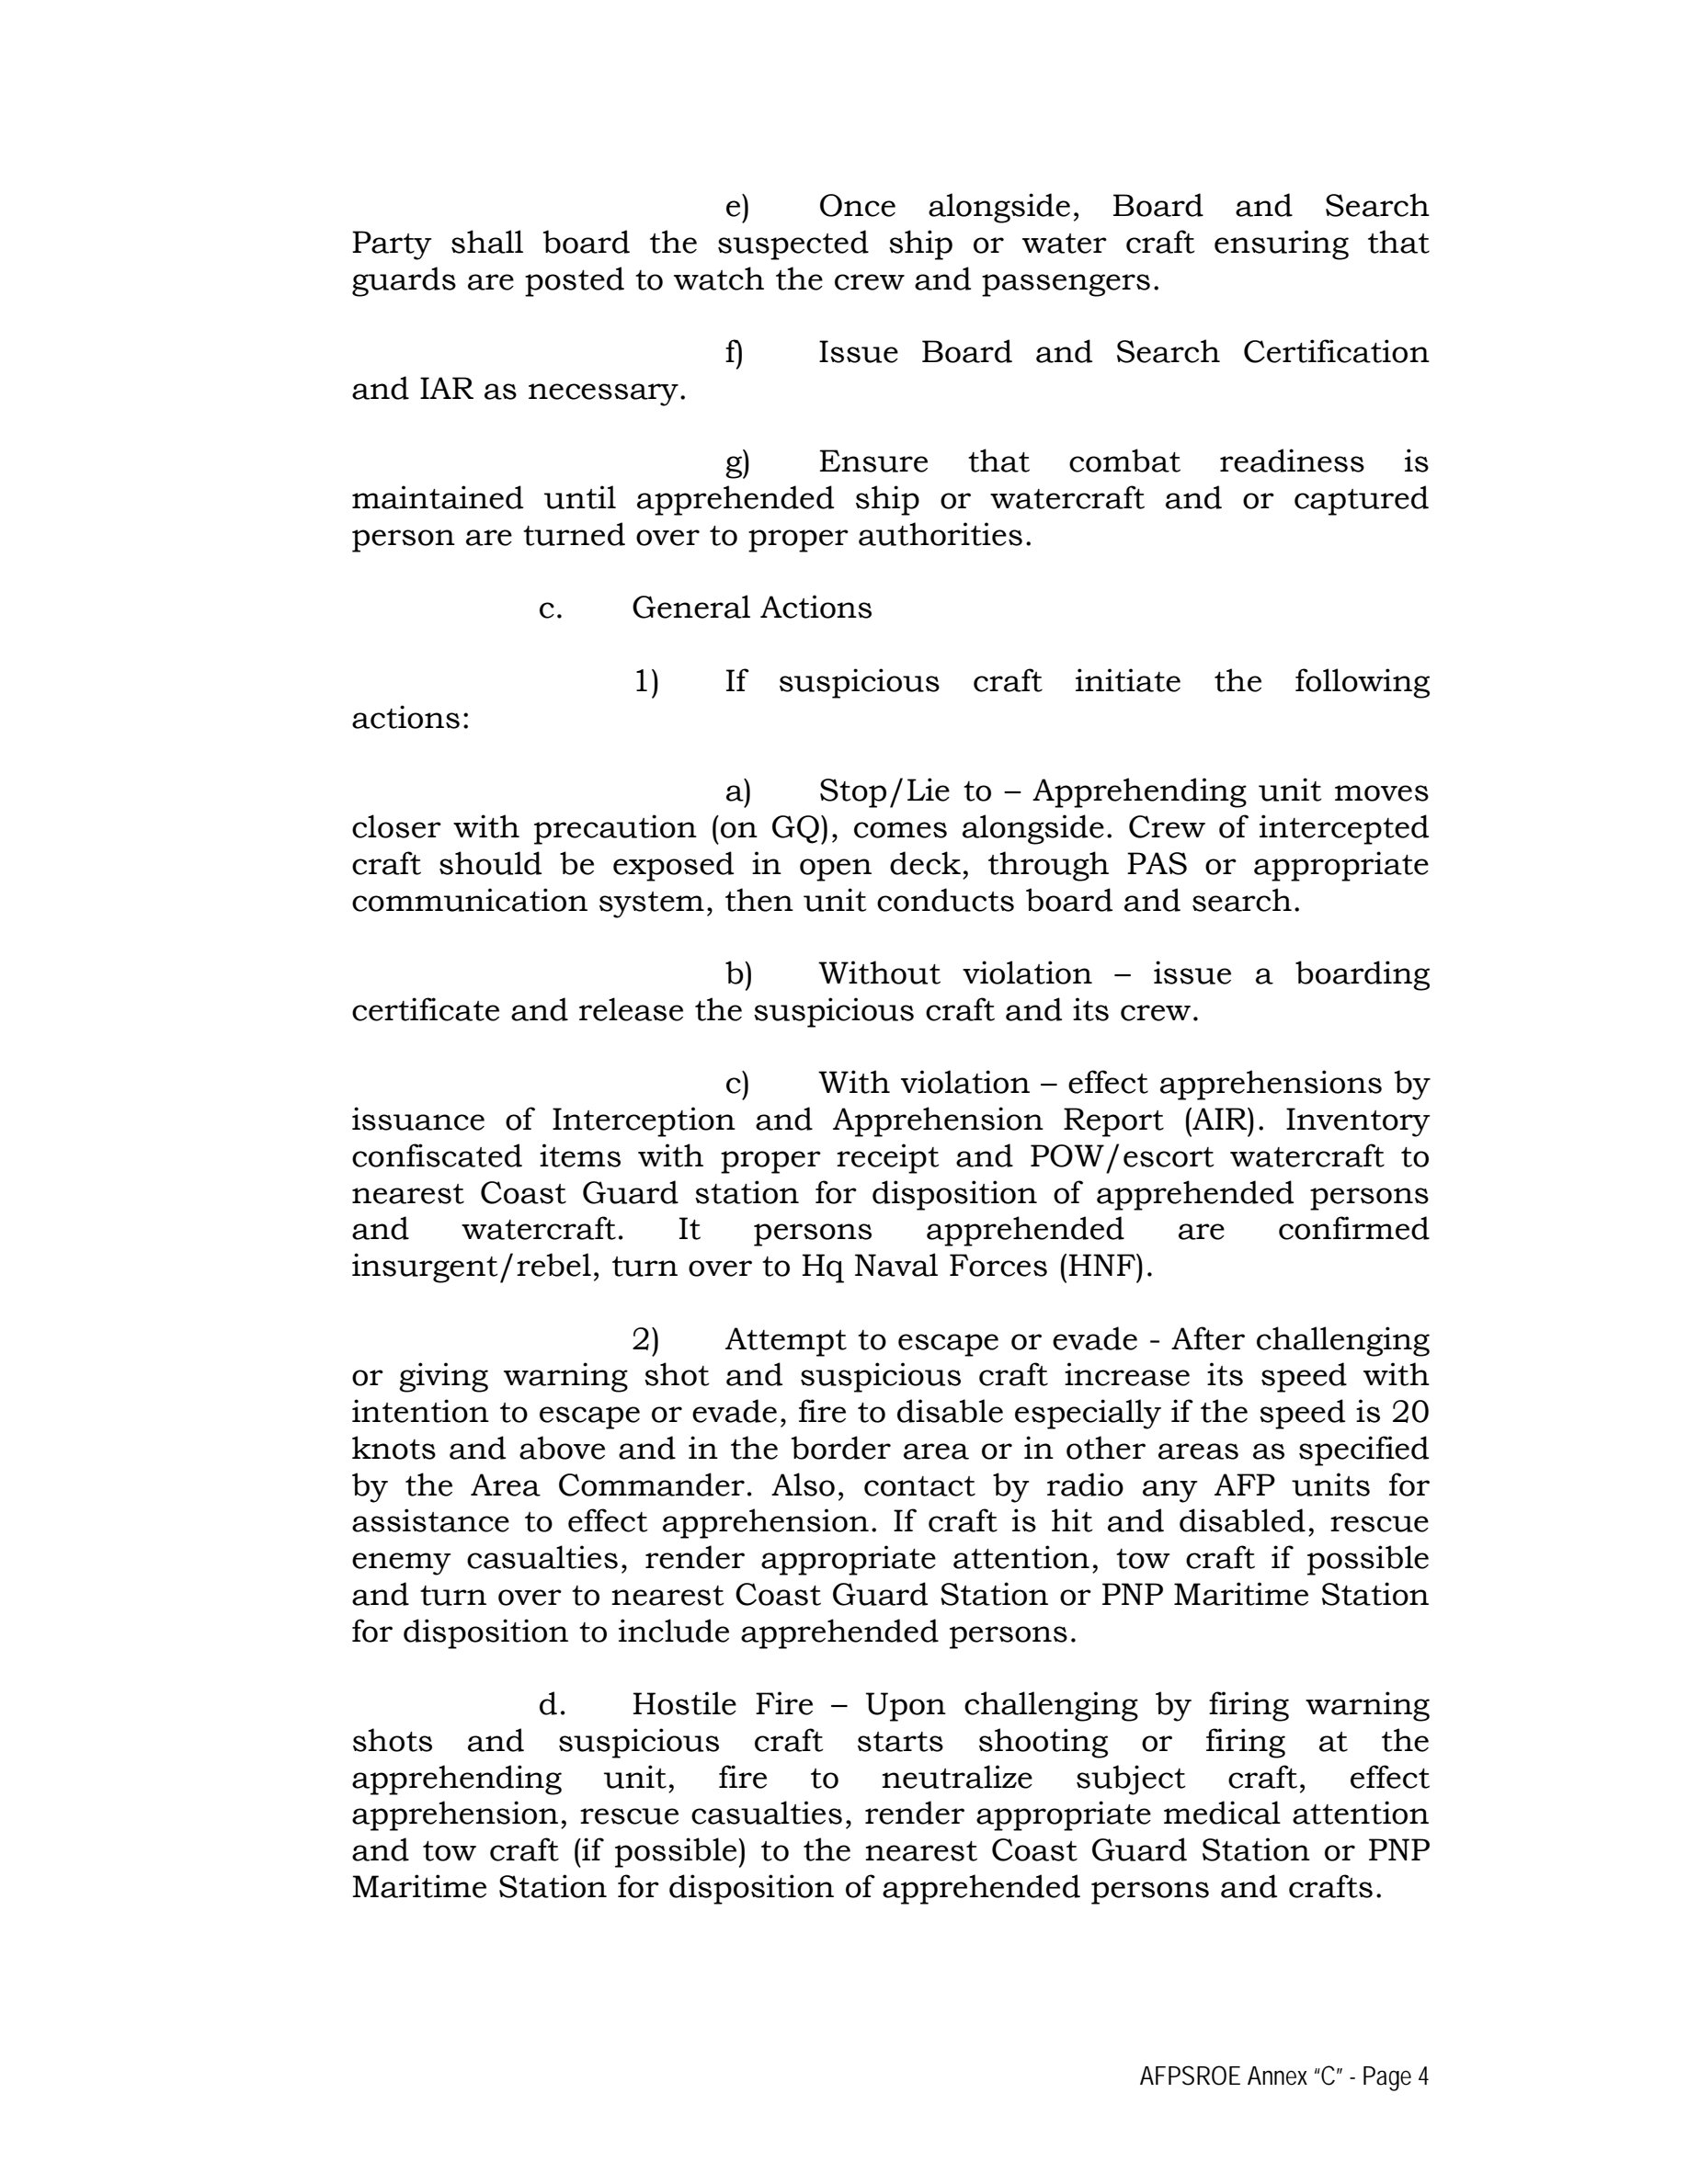 e) Once alongside, Board and Search
Party shall board the suspected ship or water craft ensuring that
guards are posted to watch the crew and passengers.
f) Issue Board and Search Certification
and IAR as necessary.
g) Ensure that combat readiness is
maintained until apprehended ship or watercraft and or captured
person are turned over to proper authorities.
c. General Actions
1) If suspicious craft initiate the following
actions:
a) Stop/Lie to – Apprehending unit moves
closer with precaution (on GQ), comes alongside. Crew of intercepted
craft should be exposed in open deck, through PAS or appropriate
communication system, then unit conducts board and search.
b) Without violation – issue a boarding
certificate and release the suspicious craft and its crew.
c) With violation – effect apprehensions by
issuance of Interception and Apprehension Report (AIR). Inventory
confiscated items with proper receipt and POW/escort watercraft to
nearest Coast Guard station for disposition of apprehended persons
and watercraft. It persons apprehended are confirmed
insurgent/rebel, turn over to Hq Naval Forces (HNF).
2) Attempt to escape or evade - After challenging
or giving warning shot and suspicious craft increase its speed with
intention to escape or evade, fire to disable especially if the speed is 20
knots and above and in the border area or in other areas as specified
by the Area Commander. Also, contact by radio any AFP units for
assistance to effect apprehension. If craft is hit and disabled, rescue
enemy casualties, render appropriate attention, tow craft if possible
and turn over to nearest Coast Guard Station or PNP Maritime Station
for disposition to include apprehended persons.
d. Hostile Fire – Upon challenging by firing warning
shots and suspicious craft starts shooting or firing at the
apprehending unit, fire to neutralize subject craft, effect
apprehension, rescue casualties, render appropriate medical attention
and tow craft (if possible) to the nearest Coast Guard Station or PNP
Maritime Station for disposition of apprehended persons and crafts.
AFPSROE Annex “C” - Page 4